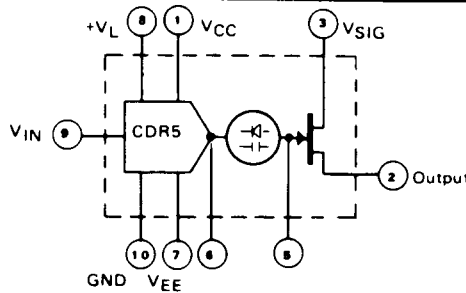 8 1 3
+VL VCC VSIG
VIN 9 CDR5
2 Output
10 7 6 5
GND VEE